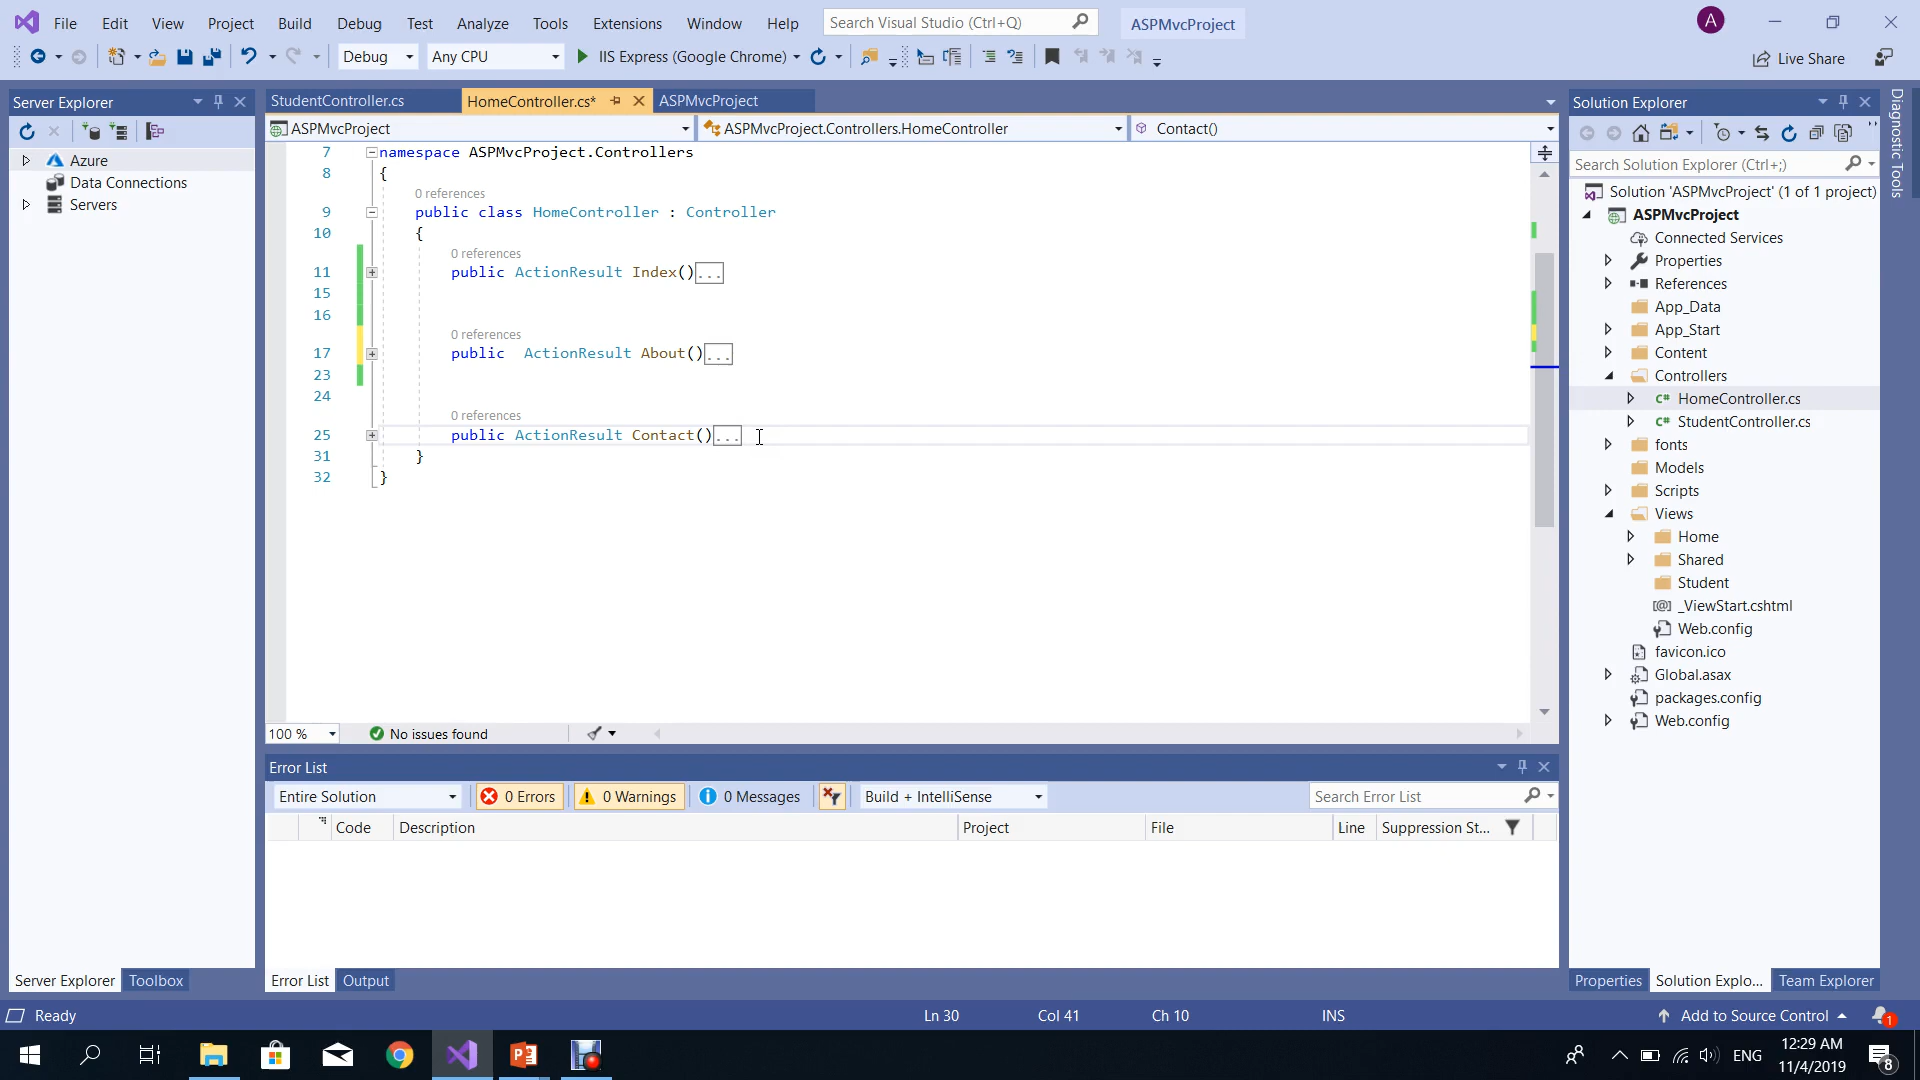 File Edit View Project Build Debug Test Analyze Tools Extensions Window Help Search Visual Studio (Ctrl+Q) ASPMvcProject A
Debug Any CPU IIS Express (Google Chrome) Live Share
Server Explorer
Azure
Data Connections
Servers
StudentController.cs HomeController.cs* ASPMvcProject
ASPMvcProject ASPMvcProject.Controllers.HomeController Contact()
7 namespace ASPMvcProject.Controllers
8 {
0 references
9 public class HomeController : Controller
10 {
0 references
11 public ActionResult Index()...
15
16
0 references
17 public  ActionResult About()...
23
24
0 references
25 public ActionResult Contact()...
31 }
32 }
100 % No issues found
Error List
Entire Solution 0 Errors 0 Warnings 0 Messages Build + IntelliSense Search Error List
Code Description Project File Line Suppression St...
Server Explorer Toolbox
Error List Output
Solution Explorer
Search Solution Explorer (Ctrl+;)
Solution 'ASPMvcProject' (1 of 1 project)
ASPMvcProject
Connected Services
Properties
References
App_Data
App_Start
Content
Controllers
C# HomeController.cs
C# StudentController.cs
fonts
Models
Scripts
Views
Home
Shared
Student
[@] _ViewStart.cshtml
Web.config
favicon.ico
Global.asax
packages.config
Web.config
Properties Solution Explo... Team Explorer
Diagnostic Tools
Ready Ln 30 Col 41 Ch 10 INS Add to Source Control 1
ENG 12:29 AM
11/4/2019 8